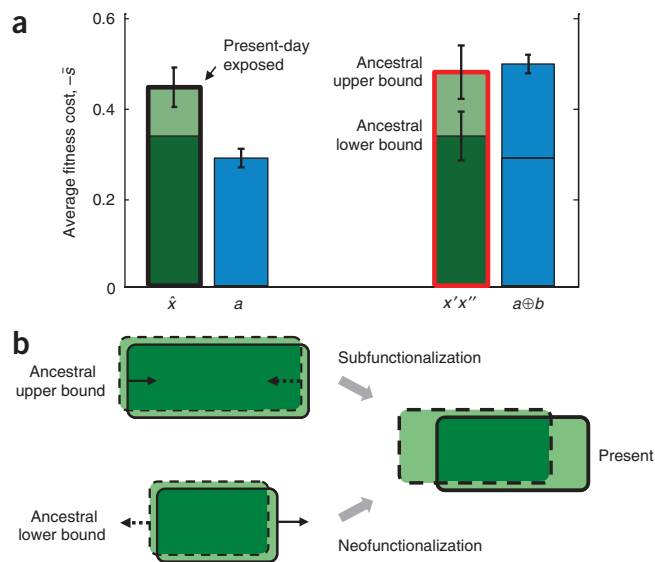 a
Average fitness cost, –s̄
0.6
0.4
0.2
0
Present-day
exposed
Ancestral
upper bound
Ancestral
lower bound
x̂
a
x′x″
a⊕b
b
Ancestral
upper bound
Subfunctionalization
Present
Ancestral
lower bound
Neofunctionalization